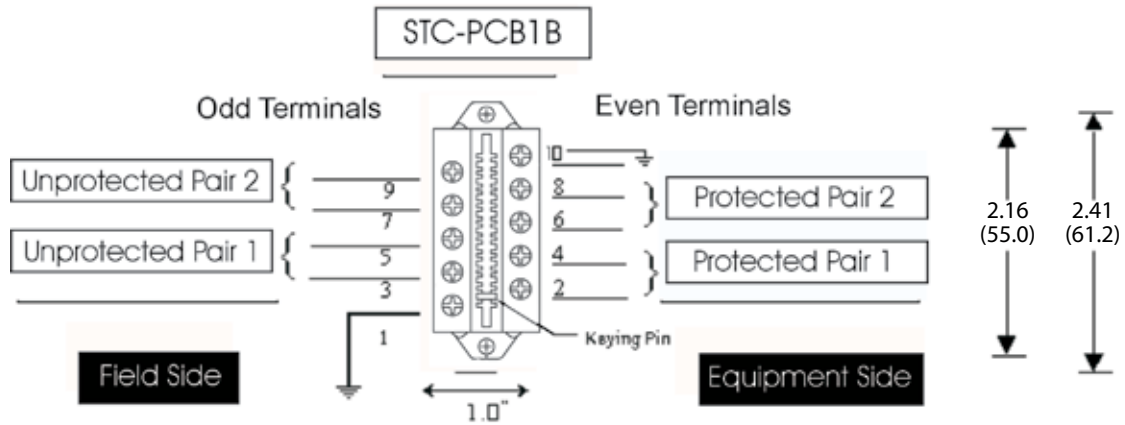 STC-PCB1B
Odd Terminals
Even Terminals
10
Unprotected Pair 2
9
8
Protected Pair 2
7
6
2.16
(55.0)
2.41
(61.2)
Unprotected Pair 1
5
4
Protected Pair 1
3
2
1
Keying Pin
Field Side
Equipment Side
1.0"